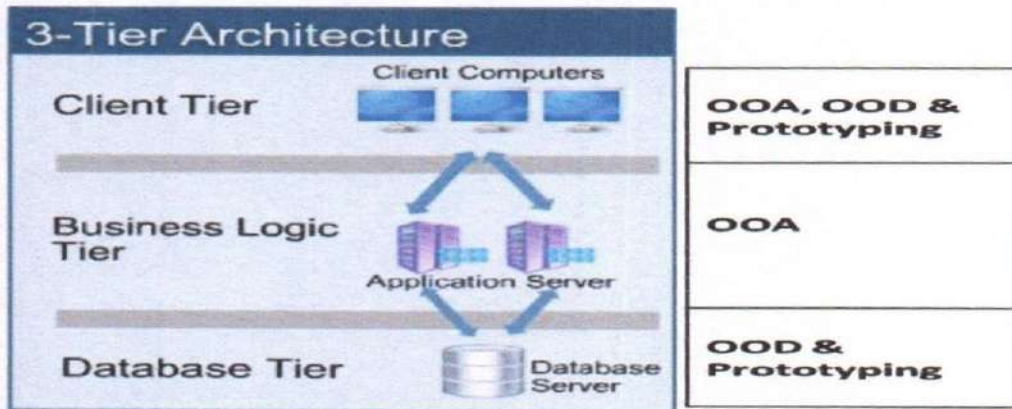 3-Tier Architecture
Client Computers
Client Tier
OOA, OOD &
Prototyping
Business Logic
Tier
OOA
Application Server
Database Tier
Database
Server
OOD &
Prototyping